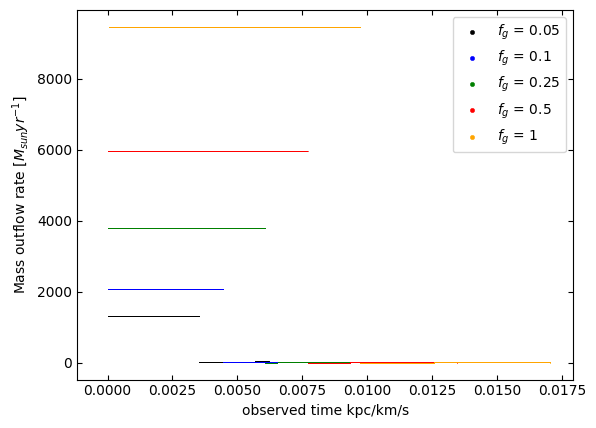 Mass outflow rate [M_{sun}yr^{-1}]
8000
6000
4000
2000
0
0.0000 0.0025 0.0050 0.0075 0.0100 0.0125 0.0150 0.0175
observed time kpc/km/s
f_g = 0.05
f_g = 0.1
f_g = 0.25
f_g = 0.5
f_g = 1